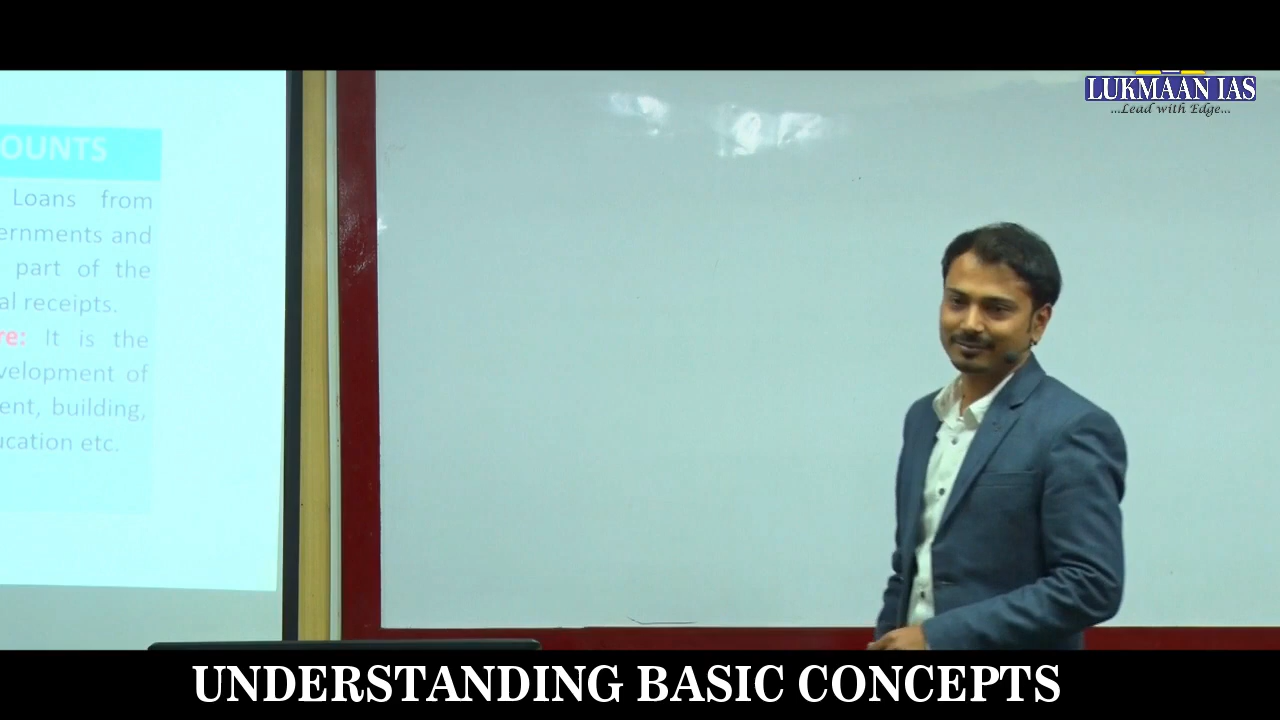 LUKMAAN IAS
...Lead with Edge...
OUNTS
Loans from
ernments and
part of the
al receipts.
re: It is the
velopment of
ent, building,
ucation etc.
UNDERSTANDING BASIC CONCEPTS